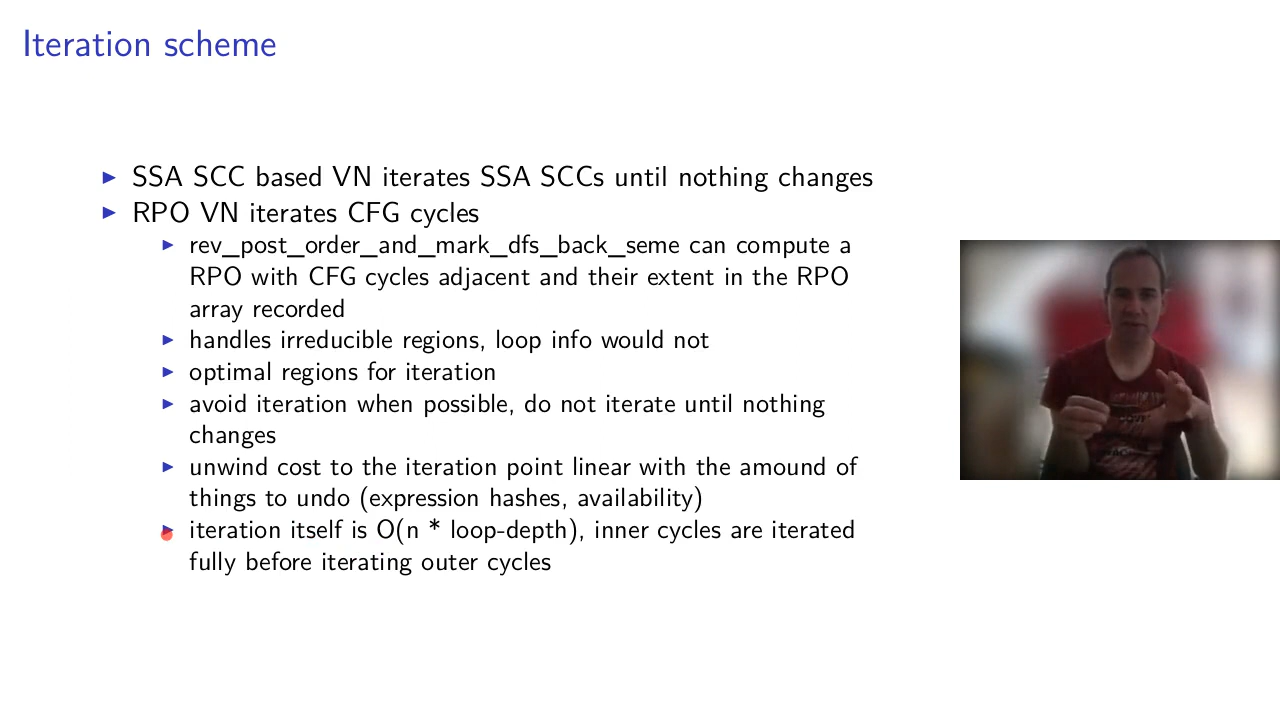 Iteration scheme
SSA SCC based VN iterates SSA SCCs until nothing changes
RPO VN iterates CFG cycles
rev_post_order_and_mark_dfs_back_seme can compute a
RPO with CFG cycles adjacent and their extent in the RPO
array recorded
handles irreducible regions, loop info would not
optimal regions for iteration
avoid iteration when possible, do not iterate until nothing
changes
unwind cost to the iteration point linear with the amound of
things to undo (expression hashes, availability)
iteration itself is O(n * loop-depth), inner cycles are iterated
fully before iterating outer cycles